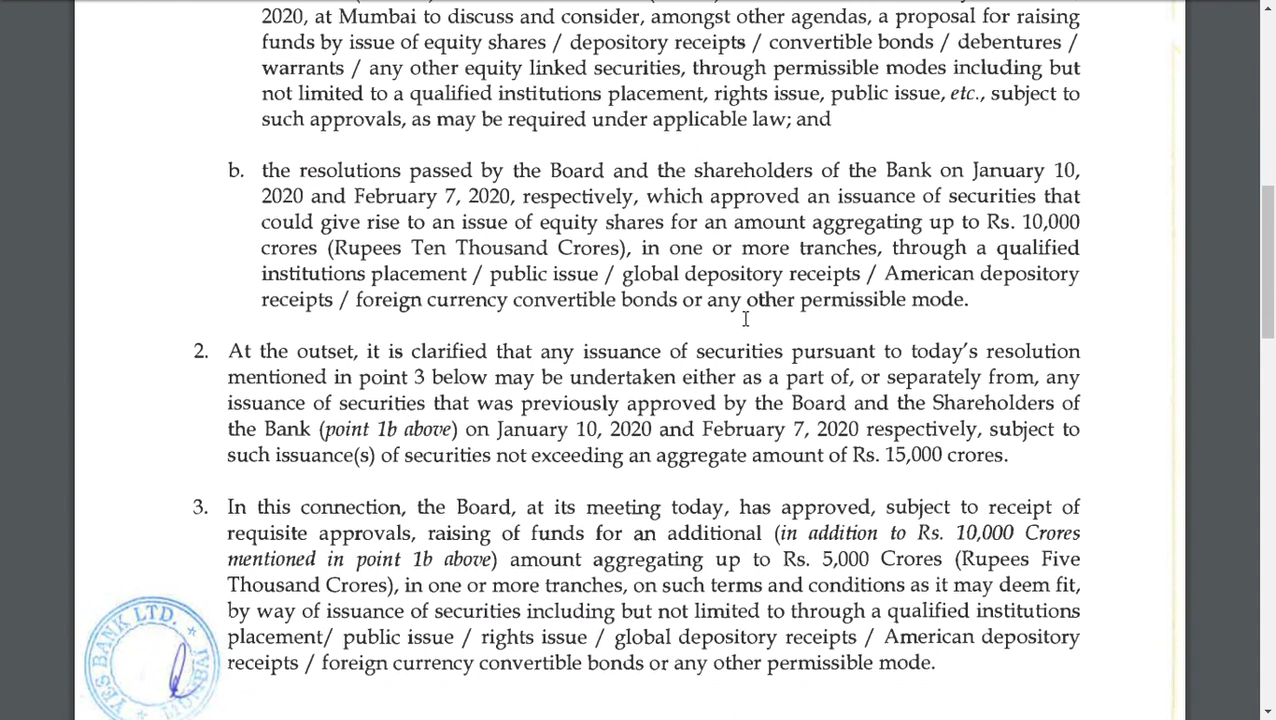 2020, at Mumbai to discuss and consider, amongst other agendas, a proposal for raising
funds by issue of equity shares / depository receipts / convertible bonds / debentures /
warrants / any other equity linked securities, through permissible modes including but
not limited to a qualified institutions placement, rights issue, public issue, etc., subject to
such approvals, as may be required under applicable law; and
b. the resolutions passed by the Board and the shareholders of the Bank on January 10,
2020 and February 7, 2020, respectively, which approved an issuance of securities that
could give rise to an issue of equity shares for an amount aggregating up to Rs. 10,000
crores (Rupees Ten Thousand Crores), in one or more tranches, through a qualified
institutions placement / public issue / global depository receipts / American depository
receipts / foreign currency convertible bonds or any other permissible mode.
2. At the outset, it is clarified that any issuance of securities pursuant to today's resolution
mentioned in point 3 below may be undertaken either as a part of, or separately from, any
issuance of securities that was previously approved by the Board and the Shareholders of
the Bank (point 1b above) on January 10, 2020 and February 7, 2020 respectively, subject to
such issuance(s) of securities not exceeding an aggregate amount of Rs. 15,000 crores.
3. In this connection, the Board, at its meeting today, has approved, subject to receipt of
requisite approvals, raising of funds for an additional (in addition to Rs. 10,000 Crores
mentioned in point 1b above) amount aggregating up to Rs. 5,000 Crores (Rupees Five
Thousand Crores), in one or more tranches, on such terms and conditions as it may deem fit,
by way of issuance of securities including but not limited to through a qualified institutions
placement/ public issue / rights issue / global depository receipts / American depository
receipts / foreign currency convertible bonds or any other permissible mode.
YES BANK LTD. * MUMBAI *